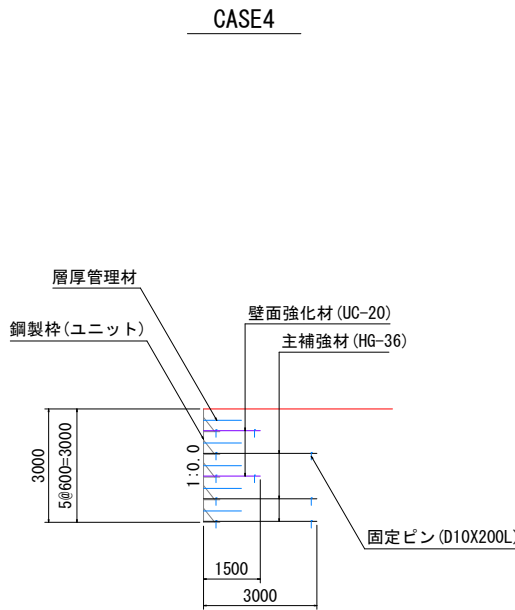 CASE4
層厚管理材
壁面強化材(UC-20)
鋼製枠(ユニット)
主補強材(HG-36)
3000
5@600=3000
1:0.0
固定ピン(D10X200L)
1500
3000